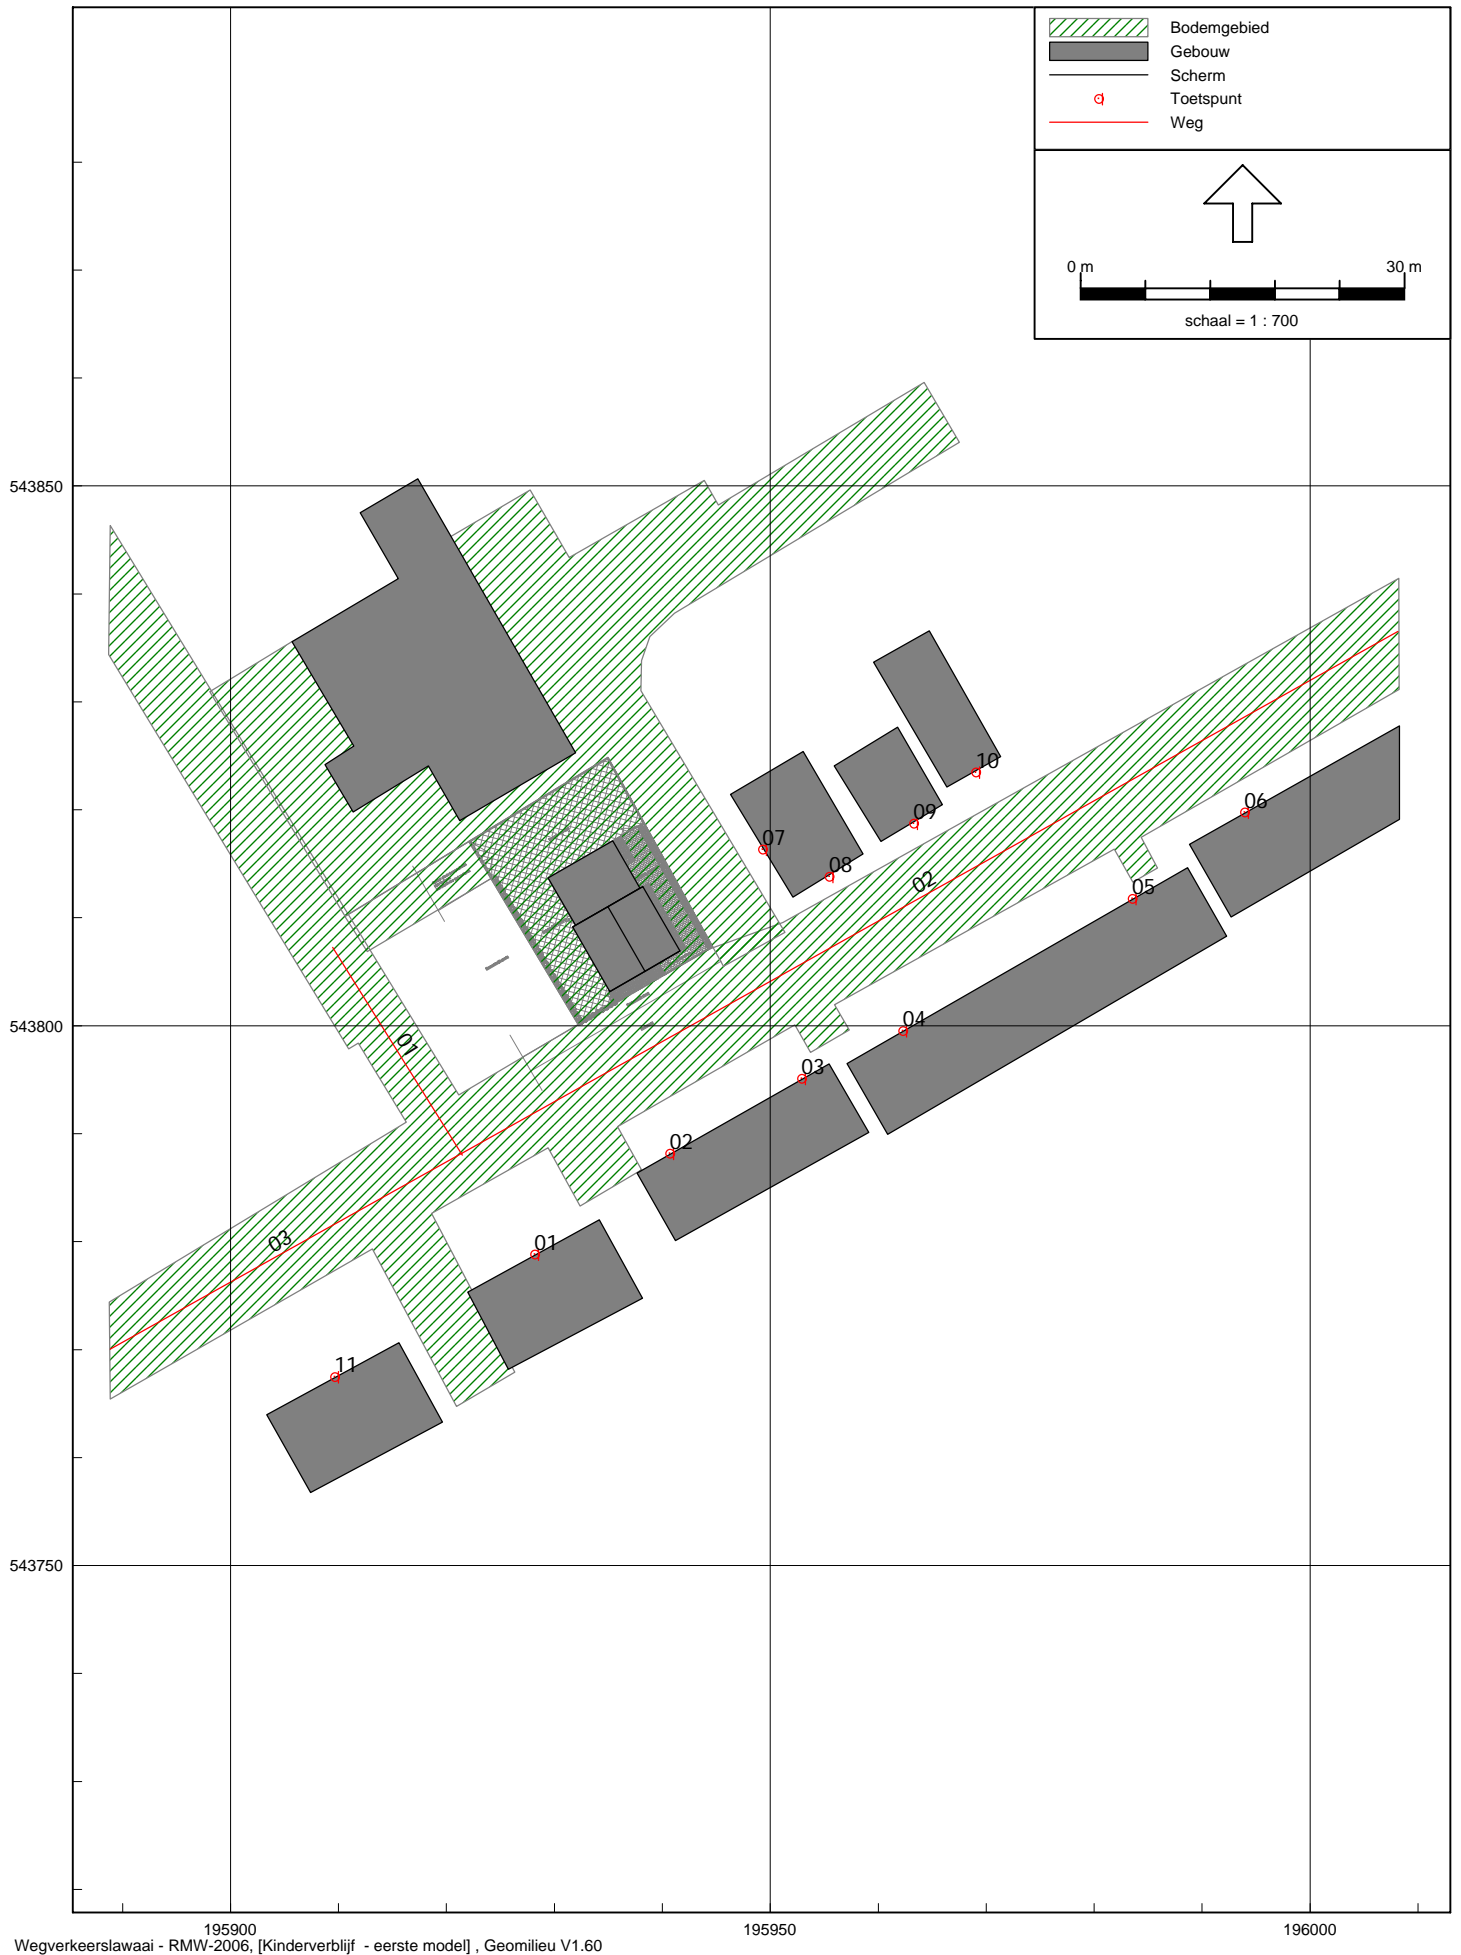 Bodemgebied
Gebouw
Scherm
Toetspunt
Weg
0 m 30 m
schaal = 1 : 700
543850
10
06
07
09
08
02
05
543800
01
04
03
02
03
01
11
543750
195900 195950 196000
Wegverkeerslawaai - RMW-2006, [Kinderverblijf - eerste model] , Geomilieu V1.60